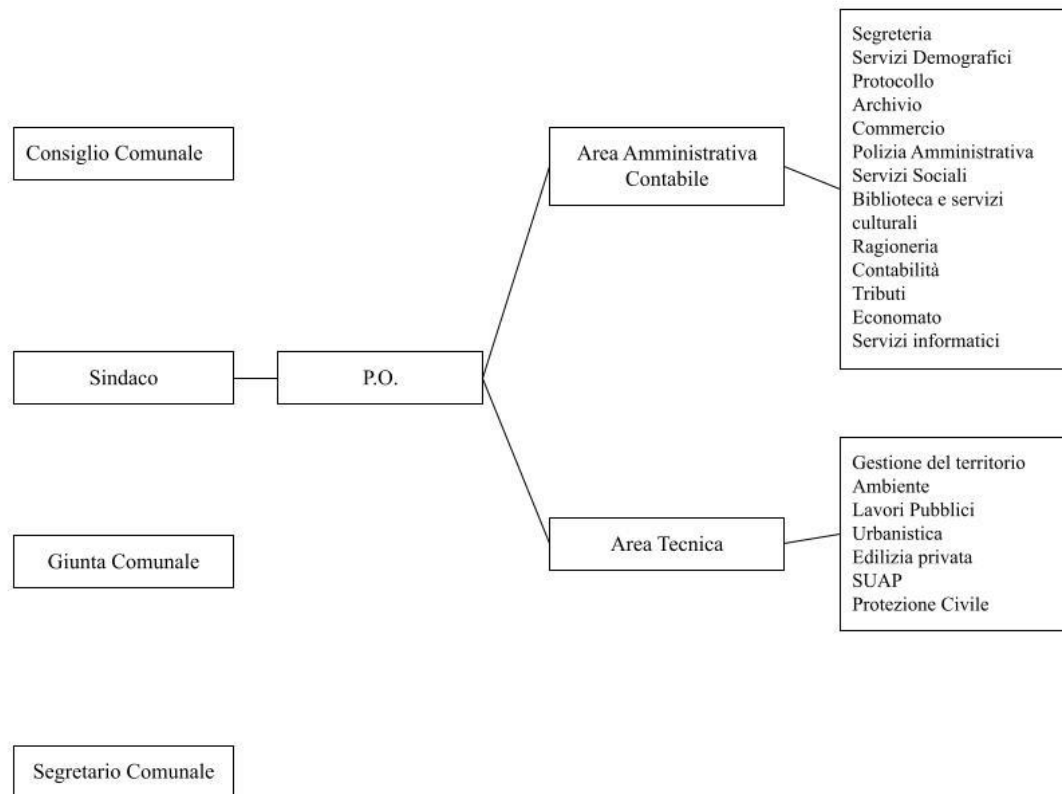 Consiglio Comunale
Sindaco
Giunta Comunale
Segretario Comunale
P.O.
Area Amministrativa
Contabile
Area Tecnica
Segreteria
Servizi Demografici
Protocollo
Archivio
Commercio
Polizia Amministrativa
Servizi Sociali
Biblioteca e servizi
culturali
Ragioneria
Contabilità
Tributi
Economato
Servizi informatici
Gestione del territorio
Ambiente
Lavori Pubblici
Urbanistica
Edilizia privata
SUAP
Protezione Civile